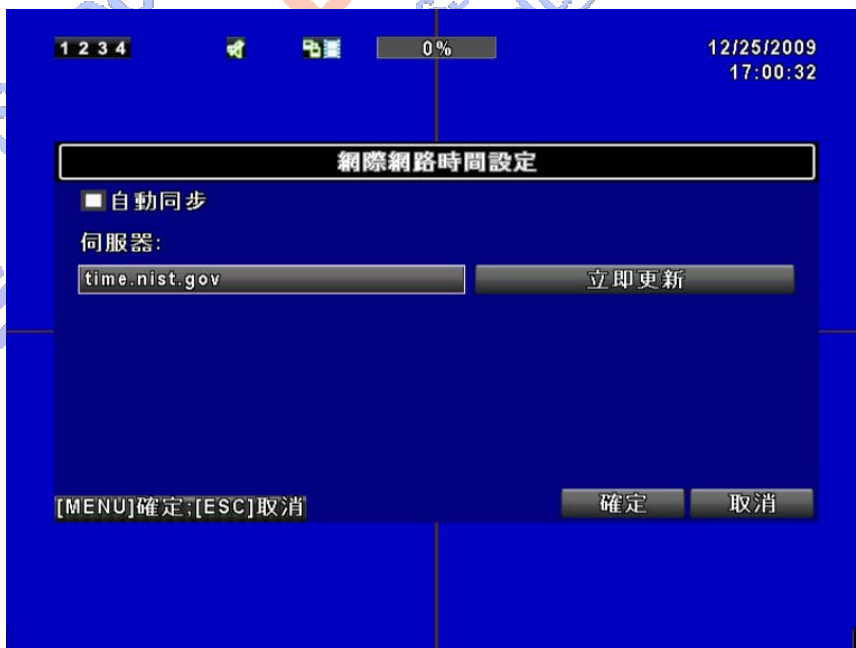 1 2 3 4 0% 12/25/2009
17:00:32
網際網路時間設定
自動同步
伺服器:
time.nist.gov 立即更新
[MENU]確定;[ESC]取消 確定 取消